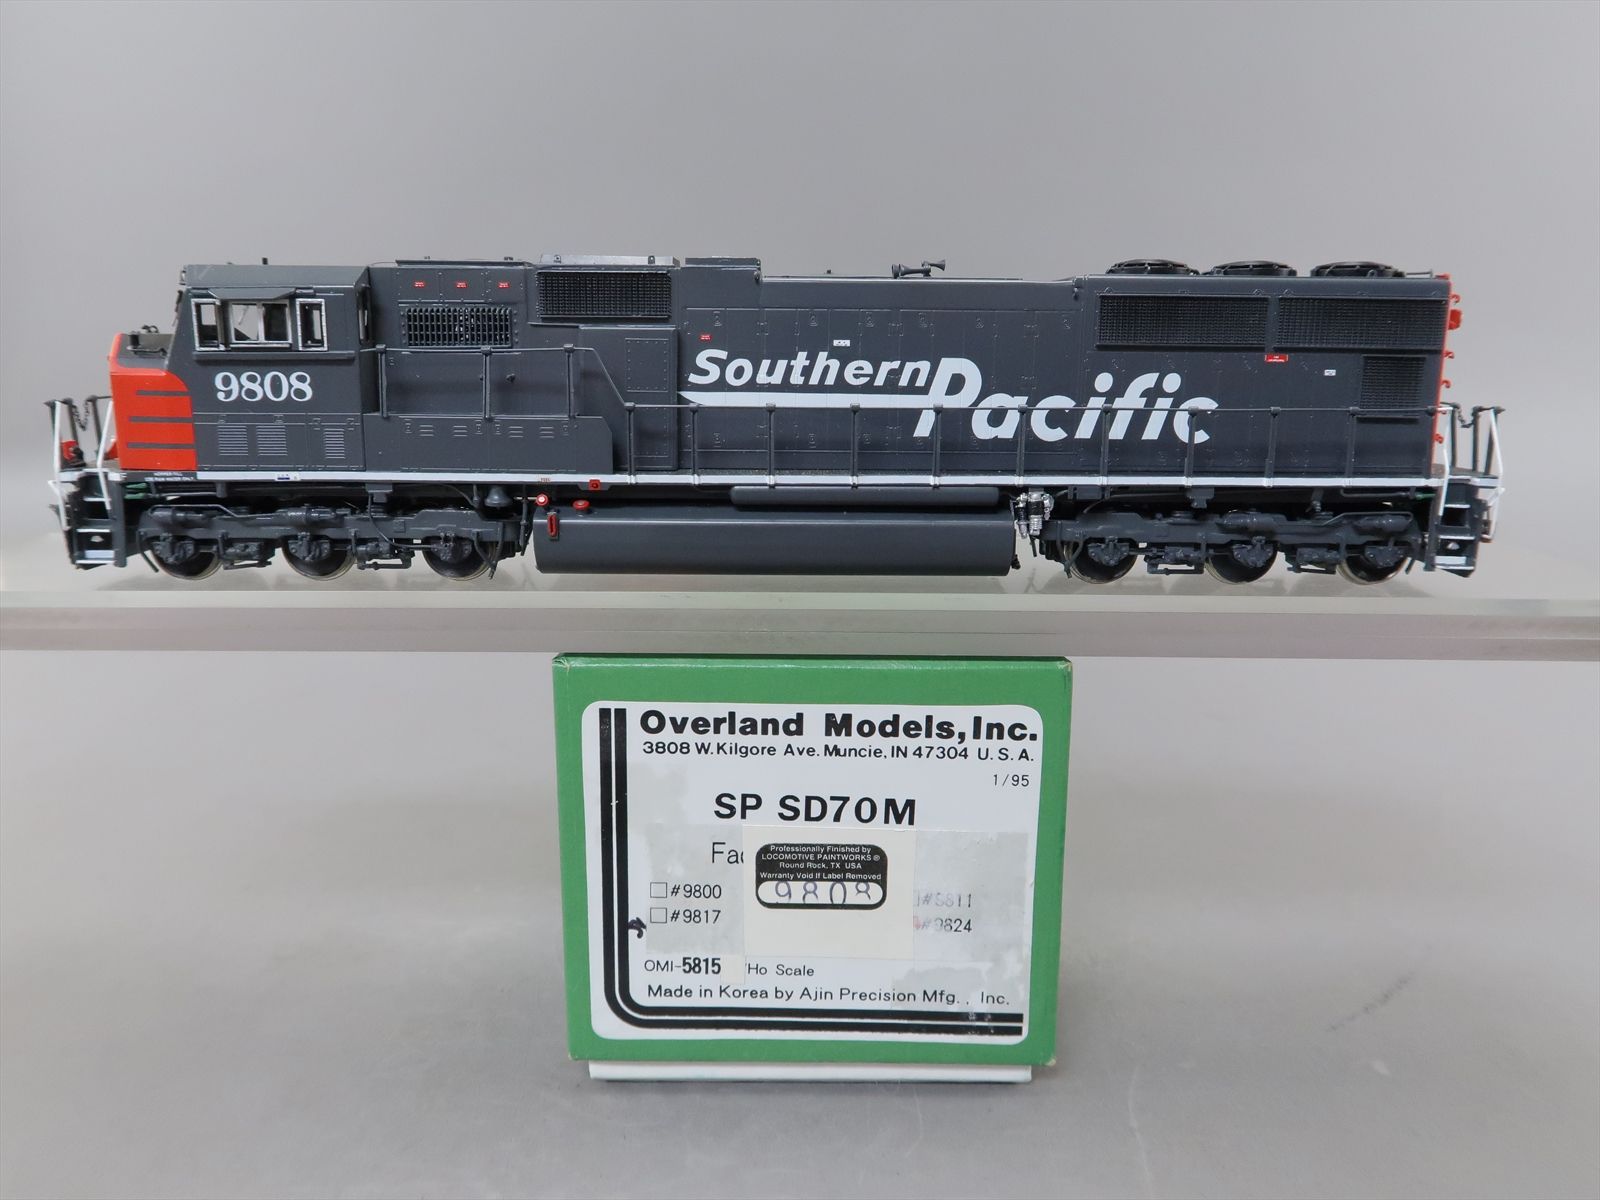 9808
Southern Pacific
Overland Models, Inc.
3808 W. Kilgore Ave. Muncie, IN 47304 U. S. A.
1/95
SP SD70M
Fac
Professionally Finished by
LOCOMOTIVE PAINTWORKS ®
Round Rock, TX USA
Warranty Void If Label Removed
9808
#9800
#9811
#9817
#9824
OMI-5815 /Ho Scale
Made in Korea by Ajin Precision Mfg., Inc.